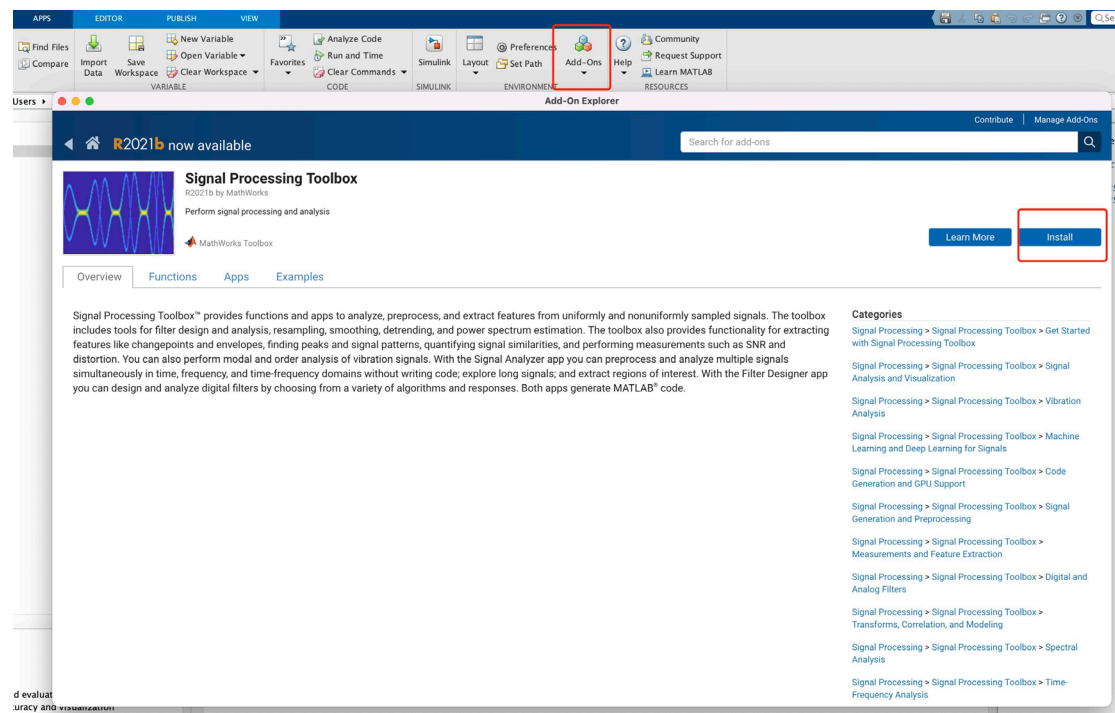 APPS EDITOR PUBLISH VIEW
Find Files
Compare
Import Data
Save Workspace
New Variable
Open Variable
Clear Workspace
VARIABLE
Favorites
Analyze Code
Run and Time
Clear Commands
CODE
Simulink
SIMULINK
Layout
Preferences
Set Path
Add-Ons
ENVIRONMENT
Help
Community
Request Support
Learn MATLAB
RESOURCES
Users
Add-On Explorer
Contribute | Manage Add-Ons
R2021b now available
Search for add-ons
Signal Processing Toolbox
R2021b by MathWorks
Perform signal processing and analysis
MathWorks Toolbox
Learn More
Install
Overview Functions Apps Examples
Signal Processing Toolbox™ provides functions and apps to analyze, preprocess, and extract features from uniformly and nonuniformly sampled signals. The toolbox
includes tools for filter design and analysis, resampling, smoothing, detrending, and power spectrum estimation. The toolbox also provides functionality for extracting
features like changepoints and envelopes, finding peaks and signal patterns, quantifying signal similarities, and performing measurements such as SNR and
distortion. You can also perform modal and order analysis of vibration signals. With the Signal Analyzer app you can preprocess and analyze multiple signals
simultaneously in time, frequency, and time-frequency domains without writing code; explore long signals; and extract regions of interest. With the Filter Designer app
you can design and analyze digital filters by choosing from a variety of algorithms and responses. Both apps generate MATLAB® code.
Categories
Signal Processing > Signal Processing Toolbox > Get Started
with Signal Processing Toolbox
Signal Processing > Signal Processing Toolbox > Signal
Analysis and Visualization
Signal Processing > Signal Processing Toolbox > Vibration
Analysis
Signal Processing > Signal Processing Toolbox > Machine
Learning and Deep Learning for Signals
Signal Processing > Signal Processing Toolbox > Code
Generation and GPU Support
Signal Processing > Signal Processing Toolbox > Signal
Generation and Preprocessing
Signal Processing > Signal Processing Toolbox >
Measurements and Feature Extraction
Signal Processing > Signal Processing Toolbox > Digital and
Analog Filters
Signal Processing > Signal Processing Toolbox >
Transforms, Correlation, and Modeling
Signal Processing > Signal Processing Toolbox > Spectral
Analysis
Signal Processing > Signal Processing Toolbox > Time-
Frequency Analysis